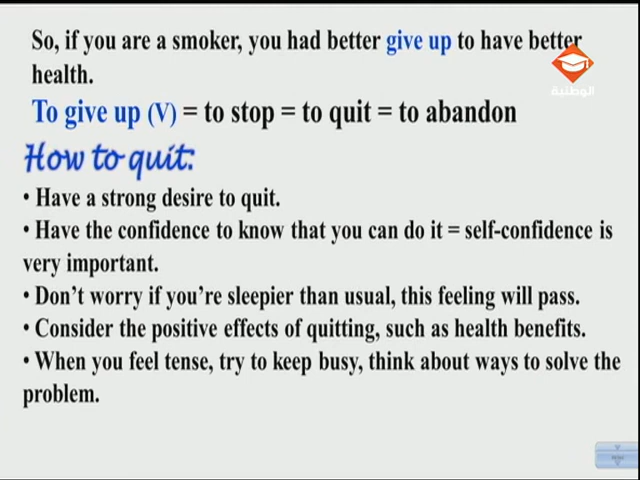 So, if you are a smoker, you had better give up to have better
health.
الوطنية
To give up (V) = to stop = to quit = to abandon
How to quit:
• Have a strong desire to quit.
• Have the confidence to know that you can do it = self-confidence is
very important.
• Don't worry if you're sleepier than usual, this feeling will pass.
• Consider the positive effects of quitting, such as health benefits.
• When you feel tense, try to keep busy, think about ways to solve the
problem.